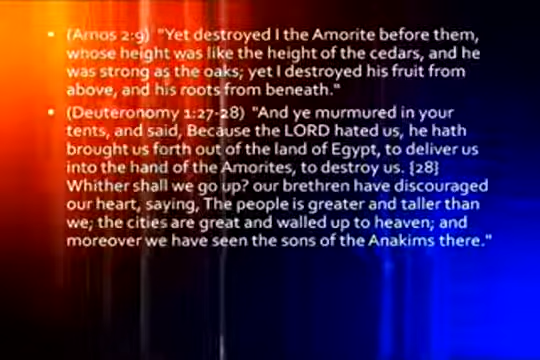 • (Amos 2:9) "Yet destroyed I the Amorite before them,
whose height was like the height of the cedars, and he
was strong as the oaks; yet I destroyed his fruit from
above, and his roots from beneath."
• (Deuteronomy 1:27-28) "And ye murmured in your
tents, and said, Because the LORD hated us, he hath
brought us forth out of the land of Egypt, to deliver us
into the hand of the Amorites, to destroy us. {28}
Whither shall we go up? our brethren have discouraged
our heart, saying, The people is greater and taller than
we; the cities are great and walled up to heaven; and
moreover we have seen the sons of the Anakims there."